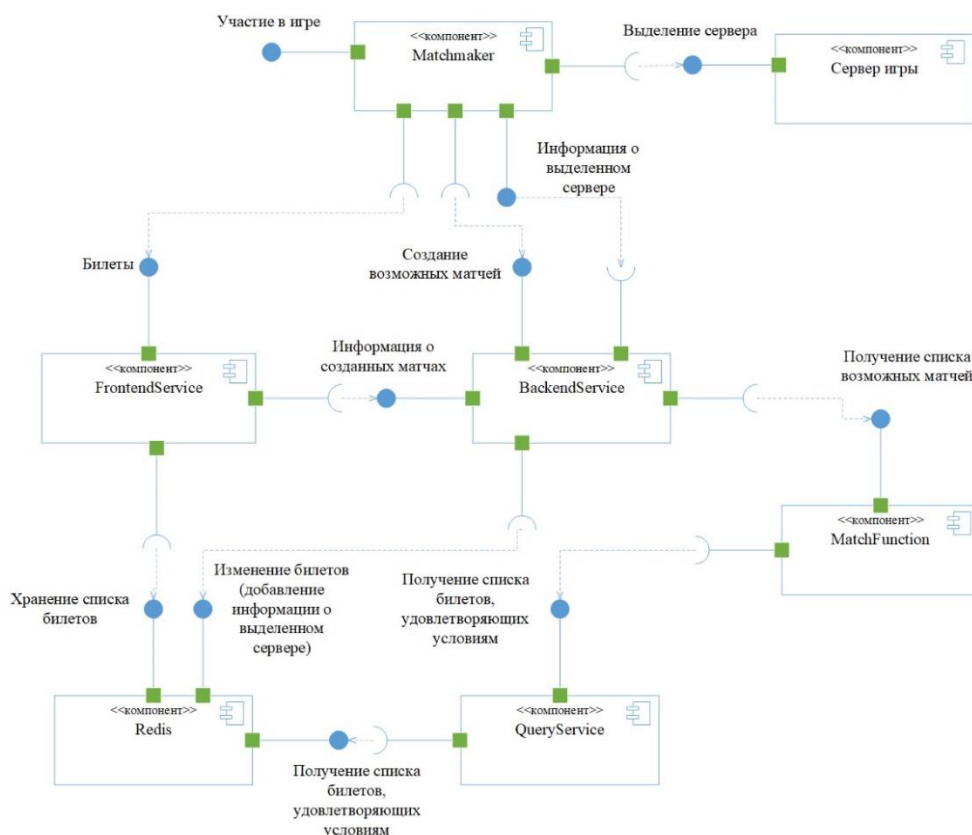 Участие в игре
<<компонент>>
Matchmaker
Выделение сервера
<<компонент>>
Сервер игры
Информация о
выделенном
сервере
Билеты
Создание
возможных матчей
<<компонент>>
FrontendService
Информация о
созданных матчах
<<компонент>>
BackendService
Получение списка
возможных матчей
<<компонент>>
MatchFunction
Хранение списка
билетов
Изменение билетов
(добавление
информации о
выделенном
сервере)
Получение списка
билетов,
удовлетворяющих
условиям
<<компонент>>
Redis
<<компонент>>
QueryService
Получение списка
билетов,
удовлетворяющих
условиям